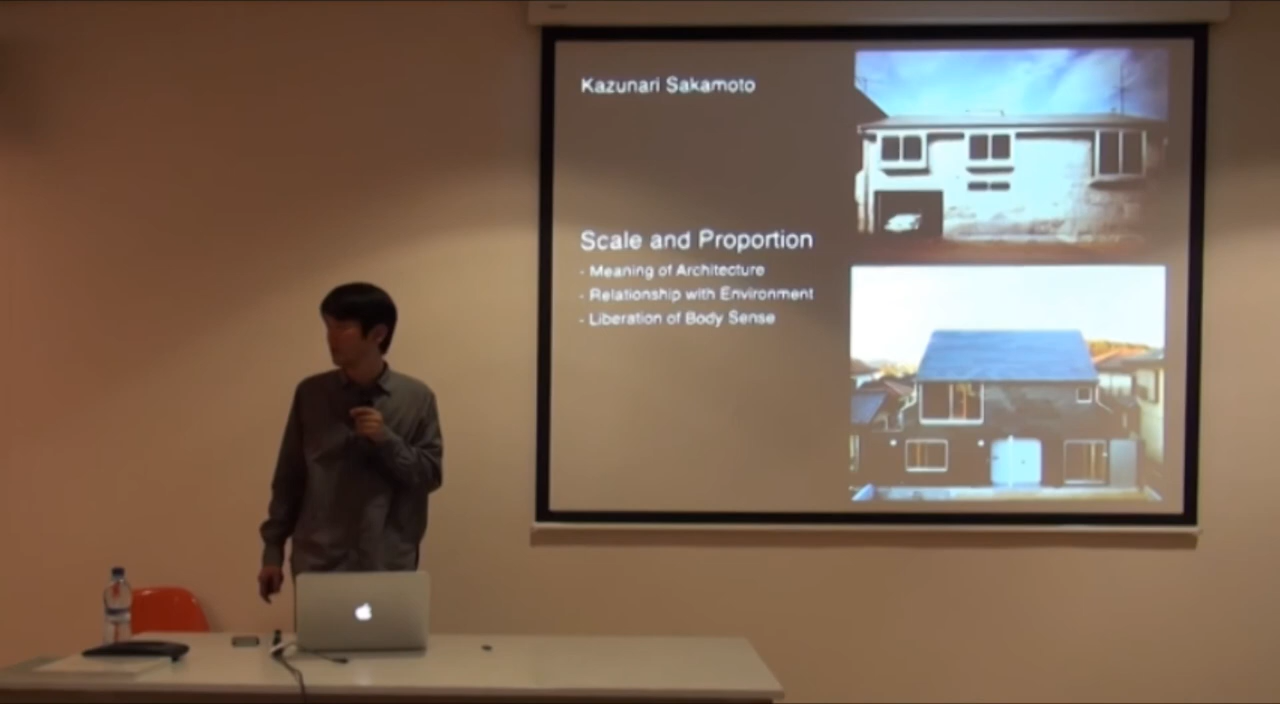 Kazunari Sakamoto
Scale and Proportion
- Meaning of Architecture
- Relationship with Environment
- Liberation of Body Sense